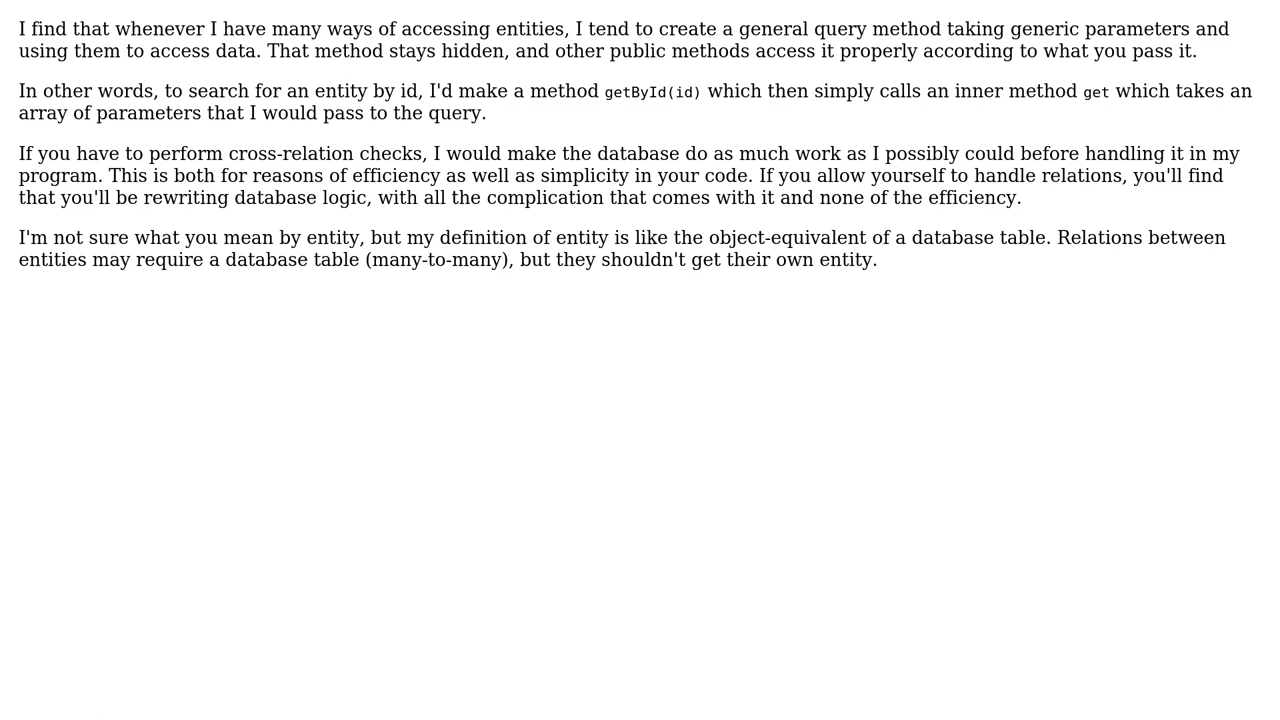 I find that whenever I have many ways of accessing entities, I tend to create a general query method taking generic parameters and
using them to access data. That method stays hidden, and other public methods access it properly according to what you pass it.
In other words, to search for an entity by id, I'd make a method getById(id) which then simply calls an inner method get which takes an
array of parameters that I would pass to the query.
If you have to perform cross-relation checks, I would make the database do as much work as I possibly could before handling it in my
program. This is both for reasons of efficiency as well as simplicity in your code. If you allow yourself to handle relations, you'll find
that you'll be rewriting database logic, with all the complication that comes with it and none of the efficiency.
I'm not sure what you mean by entity, but my definition of entity is like the object-equivalent of a database table. Relations between
entities may require a database table (many-to-many), but they shouldn't get their own entity.